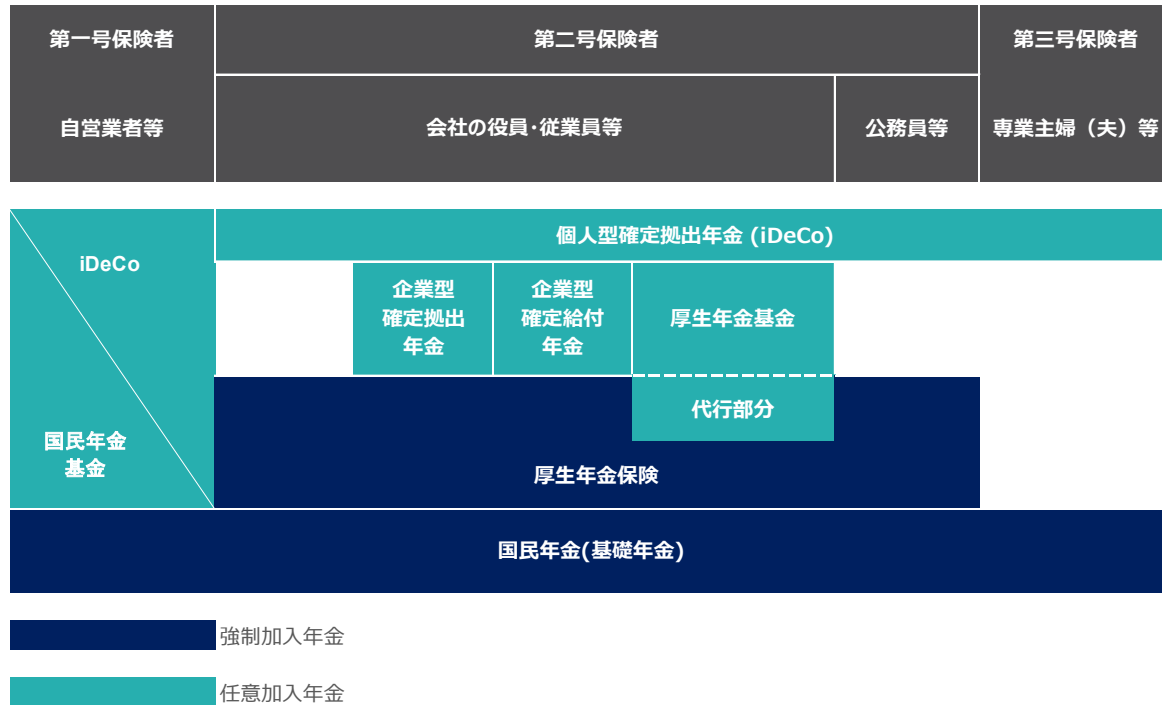 第一号保険者
第二号保険者
第三号保険者
自営業者等
会社の役員・従業員等
公務員等
専業主婦（夫）等
個人型確定拠出年金 (iDeCo)
iDeCo
企業型
確定拠出
年金
企業型
確定給付
年金
厚生年金基金
代行部分
国民年金
基金
厚生年金保険
国民年金(基礎年金)
強制加入年金
任意加入年金